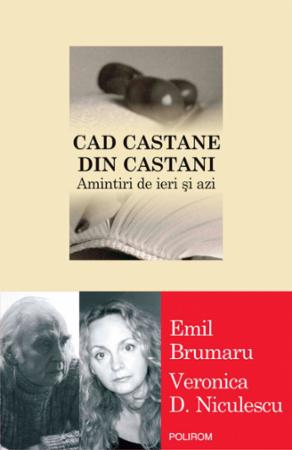 CAD CASTANE
DIN CASTANI
Amintiri de ieri şi azi
Emil
Brumaru
Veronica
D. Niculescu
POLIROM